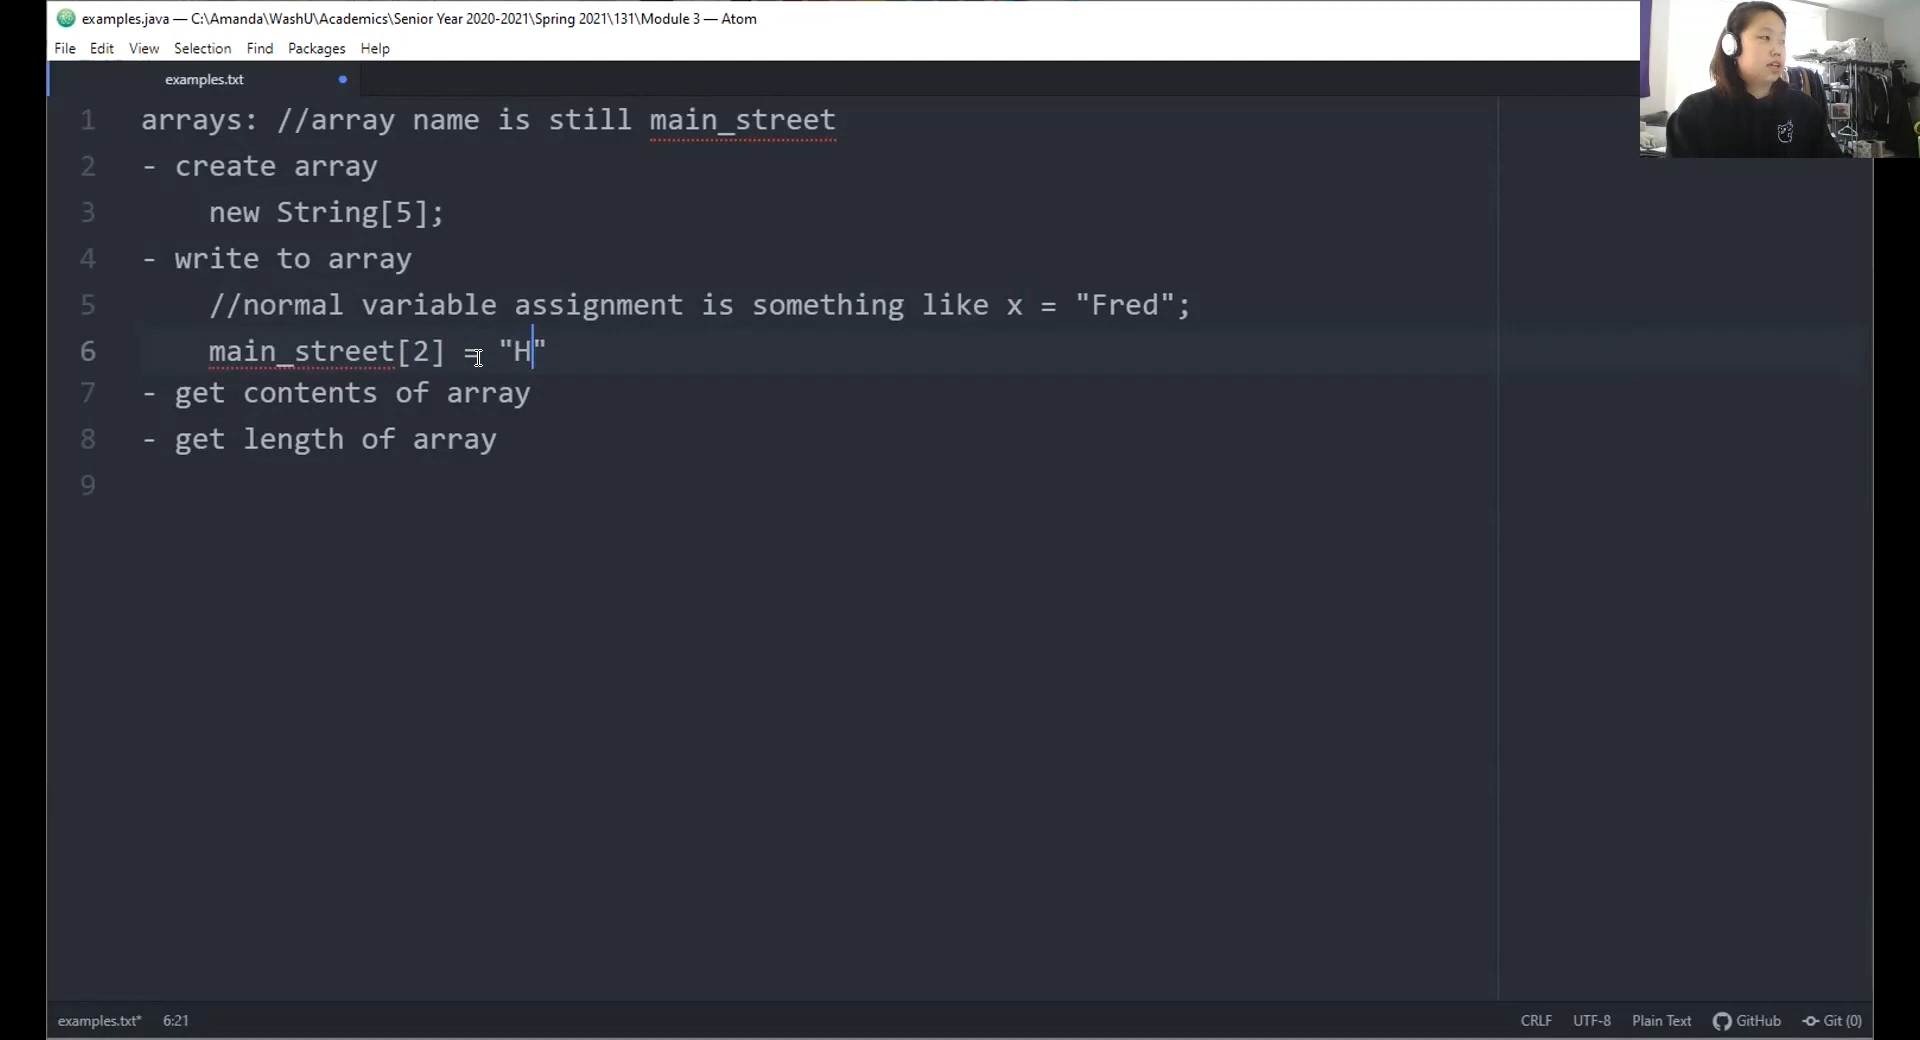 examples.java — C:\Amanda\WashU\Academics\Senior Year 2020-2021\Spring 2021\131\Module 3 — Atom
File Edit View Selection Find Packages Help
examples.txt
1 arrays: //array name is still main_street
2 - create array
3 new String[5];
4 - write to array
5 //normal variable assignment is something like x = "Fred";
6 main_street[2] = "H"
7 - get contents of array
8 - get length of array
9
examples.txt* 6:21 CRLF UTF-8 Plain Text GitHub Git (0)